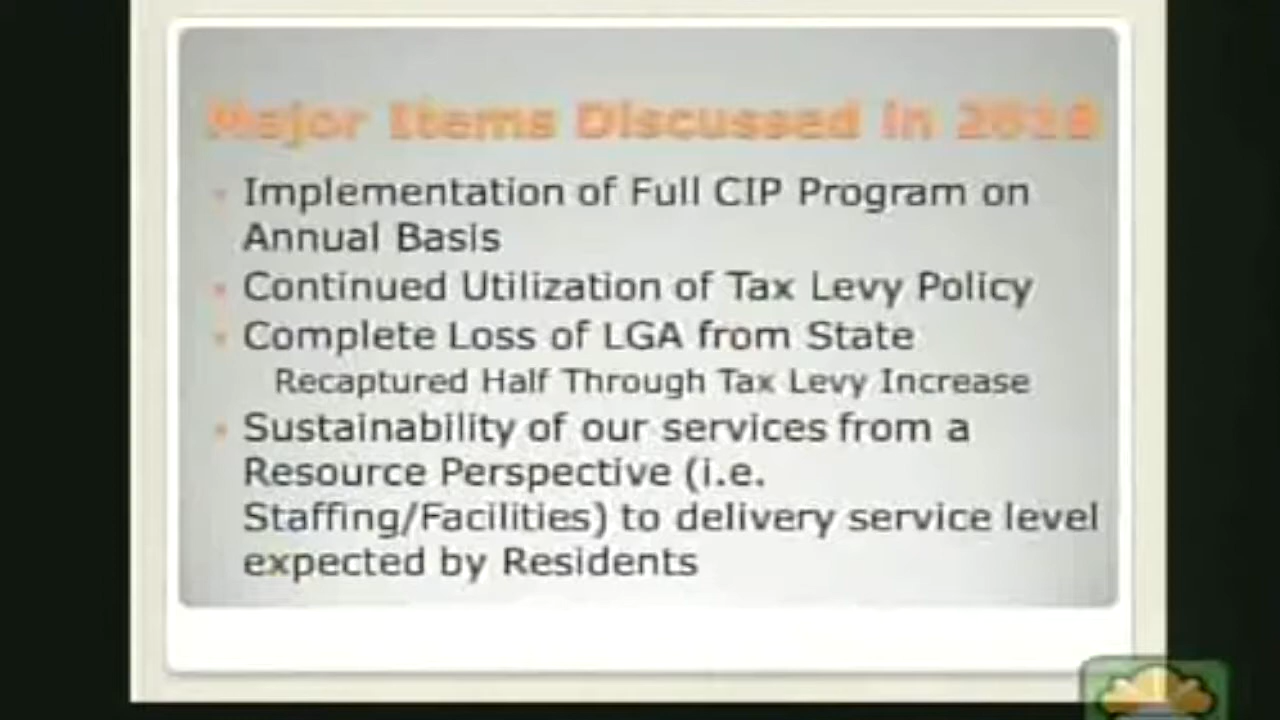 Major Items Discussed in
Implementation of Full CIP Program on
Annual Basis
Continued Utilization of Tax Levy Policy
Complete Loss of LGA from State
Recaptured Half Through Tax Levy Increase
Sustainability of our services from a
Resource Perspective (i.e.
Staffing/Facilities) to delivery service level
expected by Residents